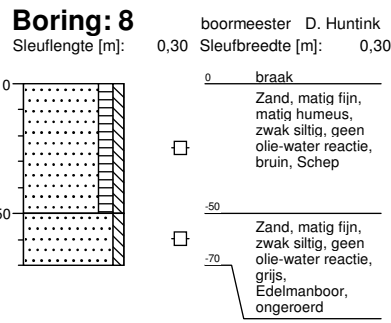 Boring: 8 boormeester D. Huntink
Sleuflengte [m]: 0,30 Sleufbreedte [m]: 0,30
0 0 braak
Zand, matig fijn,
matig humeus,
zwak siltig, geen
olie-water reactie,
bruin, Schep
50 -50
Zand, matig fijn,
zwak siltig, geen
olie-water reactie,
-70 grijs,
Edelmanboor,
ongeroerd